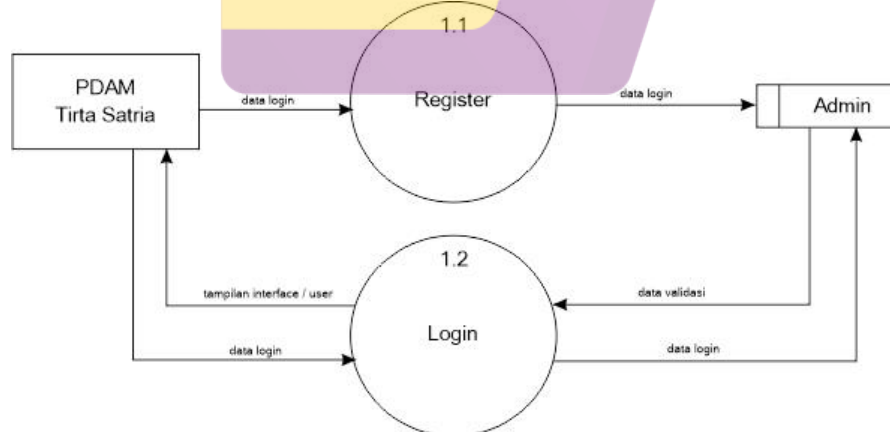 1.1
PDAM
Tirta Satria
data login
Register
data login
Admin
1.2
tampilan interface / user
data validasi
Login
data login
data login